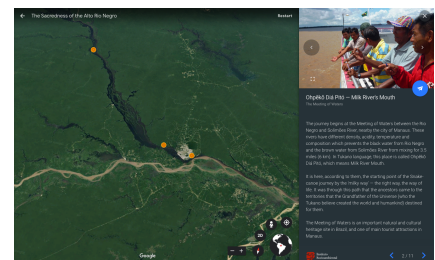 The Sacredness of the Alto Rio Negro
Restart
Ohpẽkõ Diá Pitó — Milk River's Mouth
The Meeting of Waters
The journey begins at the Meeting of Waters between the Rio
Negro and Solimões River nearby the city of Manaus. These
rivers have different density, acidity, temperature and
composition which prevents the black water from Rio Negro
and the brown water from Solimões River from mixing for 3.5
miles (6 km). In Tukano language, this place is called Ohpẽkõ
Diá Pitó, which means Milk River Mouth.
It is here, according to them, the starting point of the Snake-
canoe journey by the 'milky way' — the right way, the way of
life. It was through this path that the ancestors came to the
territories that the Grandfather of the Universe (who the
Tukano believe created the world and humankind) destined
for them.
The Meeting of Waters is an important natural and cultural
heritage site in Brazil, and one of main tourist attractions in
Manaus.
2D
Google
Instituto
Socioambiental
2 / 11